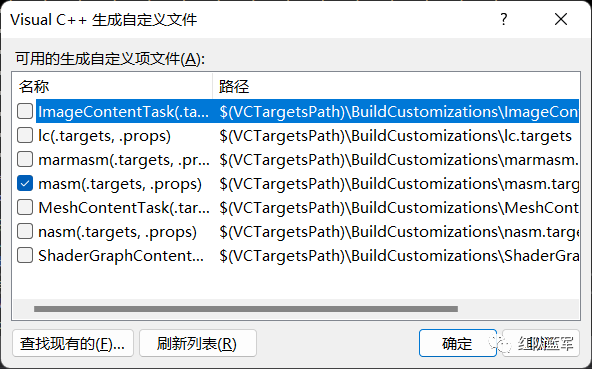 Visual C++ 生成自定义文件
可用的生成自定义项文件(A):
名称 路径
ImageContentTask(.ta... $(VCTargetsPath)\BuildCustomizations\ImageCon
lc(.targets, .props) $(VCTargetsPath)\BuildCustomizations\lc.targets
marmasm(.targets, .pr... $(VCTargetsPath)\BuildCustomizations\marmasm.
masm(.targets, .props) $(VCTargetsPath)\BuildCustomizations\masm.targ
MeshContentTask(.tar... $(VCTargetsPath)\BuildCustomizations\MeshCont
nasm(.targets, .props) $(VCTargetsPath)\BuildCustomizations\nasm.targe
ShaderGraphContent... $(VCTargetsPath)\BuildCustomizations\ShaderGra
查找现有的(F)... 刷新列表(R) 确定 红队蓝军